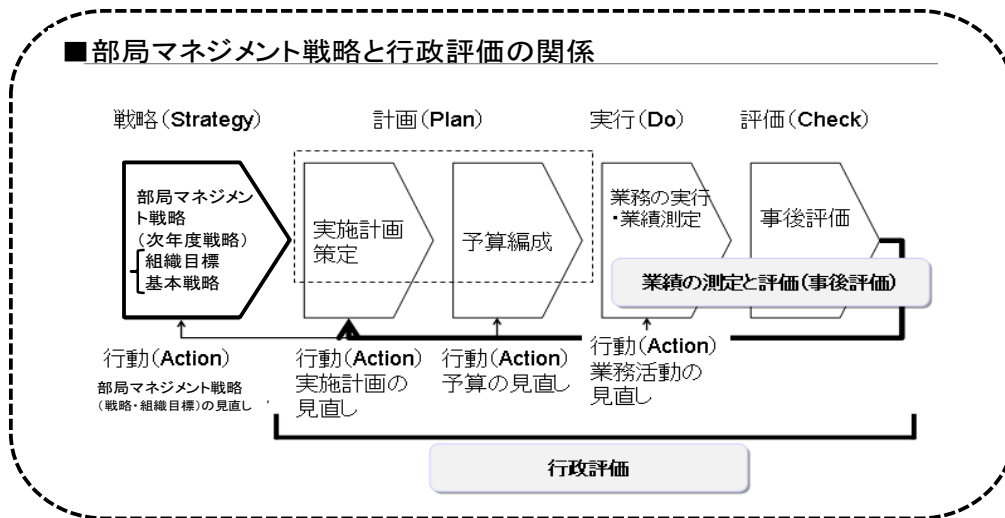 ■部局マネジメント戦略と行政評価の関係
戦略(Strategy)
計画(Plan)
実行(Do)
評価(Check)
部局マネジメン
ト戦略
(次年度戦略)
組織目標
基本戦略
実施計画
策定
予算編成
業務の実行
・業績測定
事後評価
業績の測定と評価(事後評価)
行動(Action)
部局マネジメント戦略
(戦略・組織目標)の見直し
行動(Action)
実施計画の
見直し
行動(Action)
予算の見直し
行動(Action)
業務活動の
見直し
行政評価